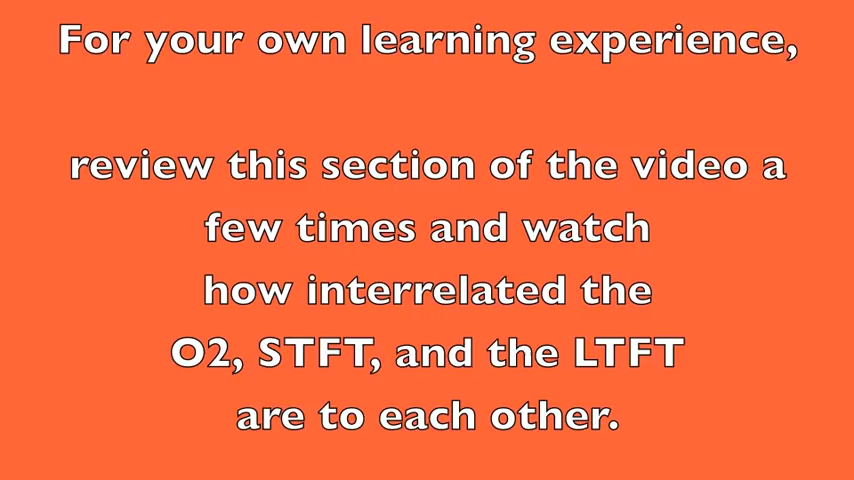 For your own learning experience,
review this section of the video a
few times and watch
how interrelated the
O2, STFT, and the LTFT
are to each other.